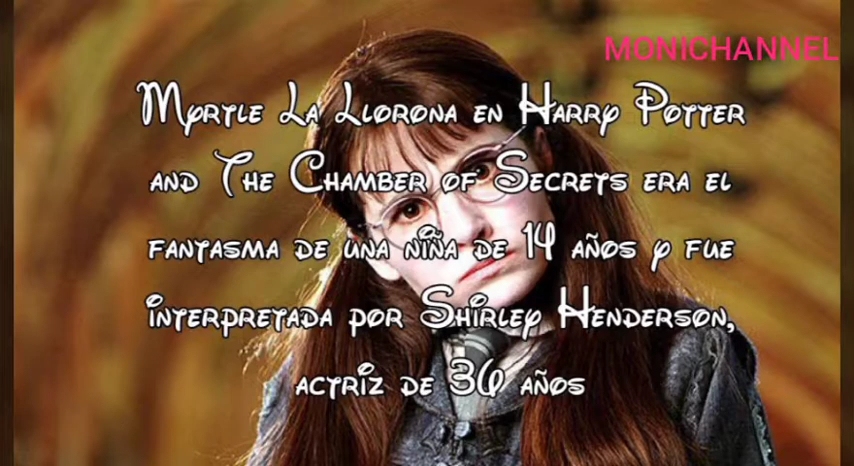 MONICHANNEL
Myrtle La Llorona en Harry Potter
and The Chamber of Secrets era el
fantasma de una niña de 14 años y fue
interpretada por Shirley Henderson,
actriz de 36 años